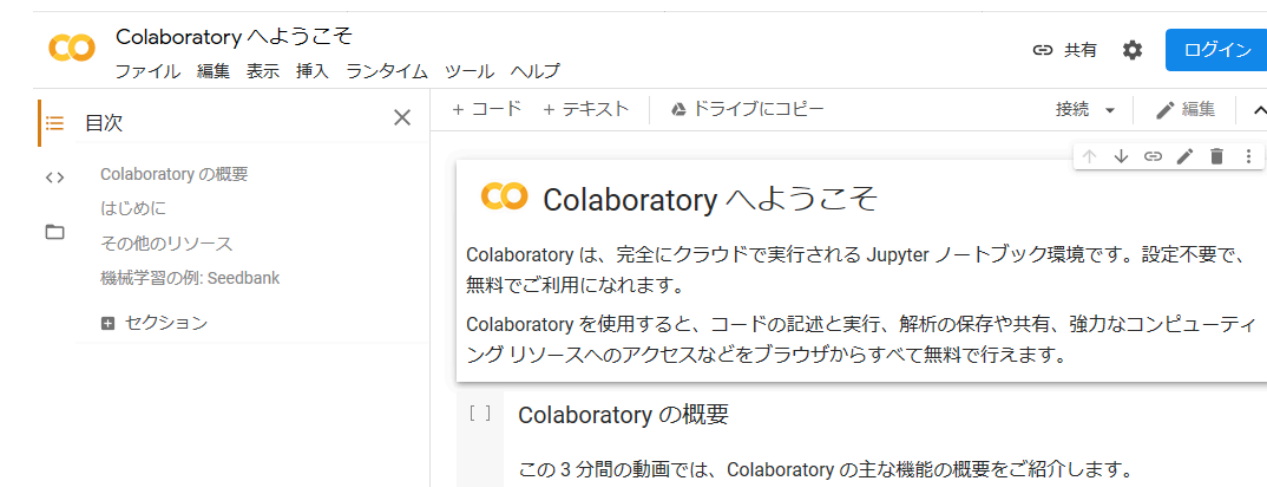 Colaboratory へようこそ
ファイル 編集 表示 挿入 ランタイム ツール ヘルプ
共有
ログイン
目次
Colaboratory の概要
はじめに
その他のリソース
機械学習の例: Seedbank
セクション
+ コード + テキスト ドライブにコピー 接続 編集
Colaboratory へようこそ
Colaboratory は、完全にクラウドで実行される Jupyter ノートブック環境です。設定不要で、
無料でご利用になれます。
Colaboratory を使用すると、コードの記述と実行、解析の保存や共有、強力なコンピューティ
ング リソースへのアクセスなどをブラウザからすべて無料で行えます。
[ ] Colaboratory の概要
この 3 分間の動画では、Colaboratory の主な機能の概要をご紹介します。